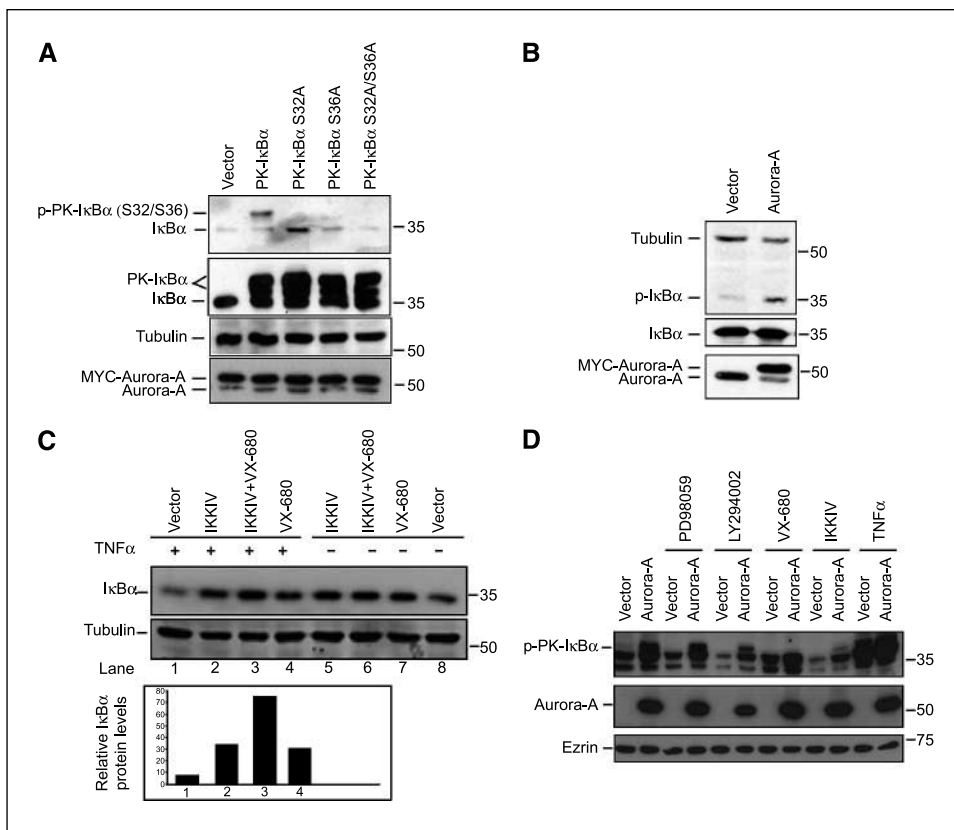 A
Vector
PK-IκBα
PK-IκBα S32A
PK-IκBα S36A
PK-IκBα S32A/S36A
p-PK-IκBα (S32/S36)
IκBα
35
PK-IκBα
IκBα
35
Tubulin
50
MYC-Aurora-A
Aurora-A
50
B
Vector
Aurora-A
Tubulin
50
p-IκBα
35
IκBα
35
MYC-Aurora-A
Aurora-A
50
C
Vector
IKKIV
IKKIV+VX-680
VX-680
IKKIV
IKKIV+VX-680
VX-680
Vector
TNFα + + + + – – – –
IκBα
35
Tubulin
50
Lane 1 2 3 4 5 6 7 8
Relative IκBα
protein levels
80
70
60
50
40
30
20
10
0
1 2 3 4
D
PD98059
LY294002
VX-680
IKKIV
TNFα
Vector
Aurora-A
Vector
Aurora-A
Vector
Aurora-A
Vector
Aurora-A
Vector
Aurora-A
Vector
Aurora-A
p-PK-IκBα
35
Aurora-A
50
75
Ezrin